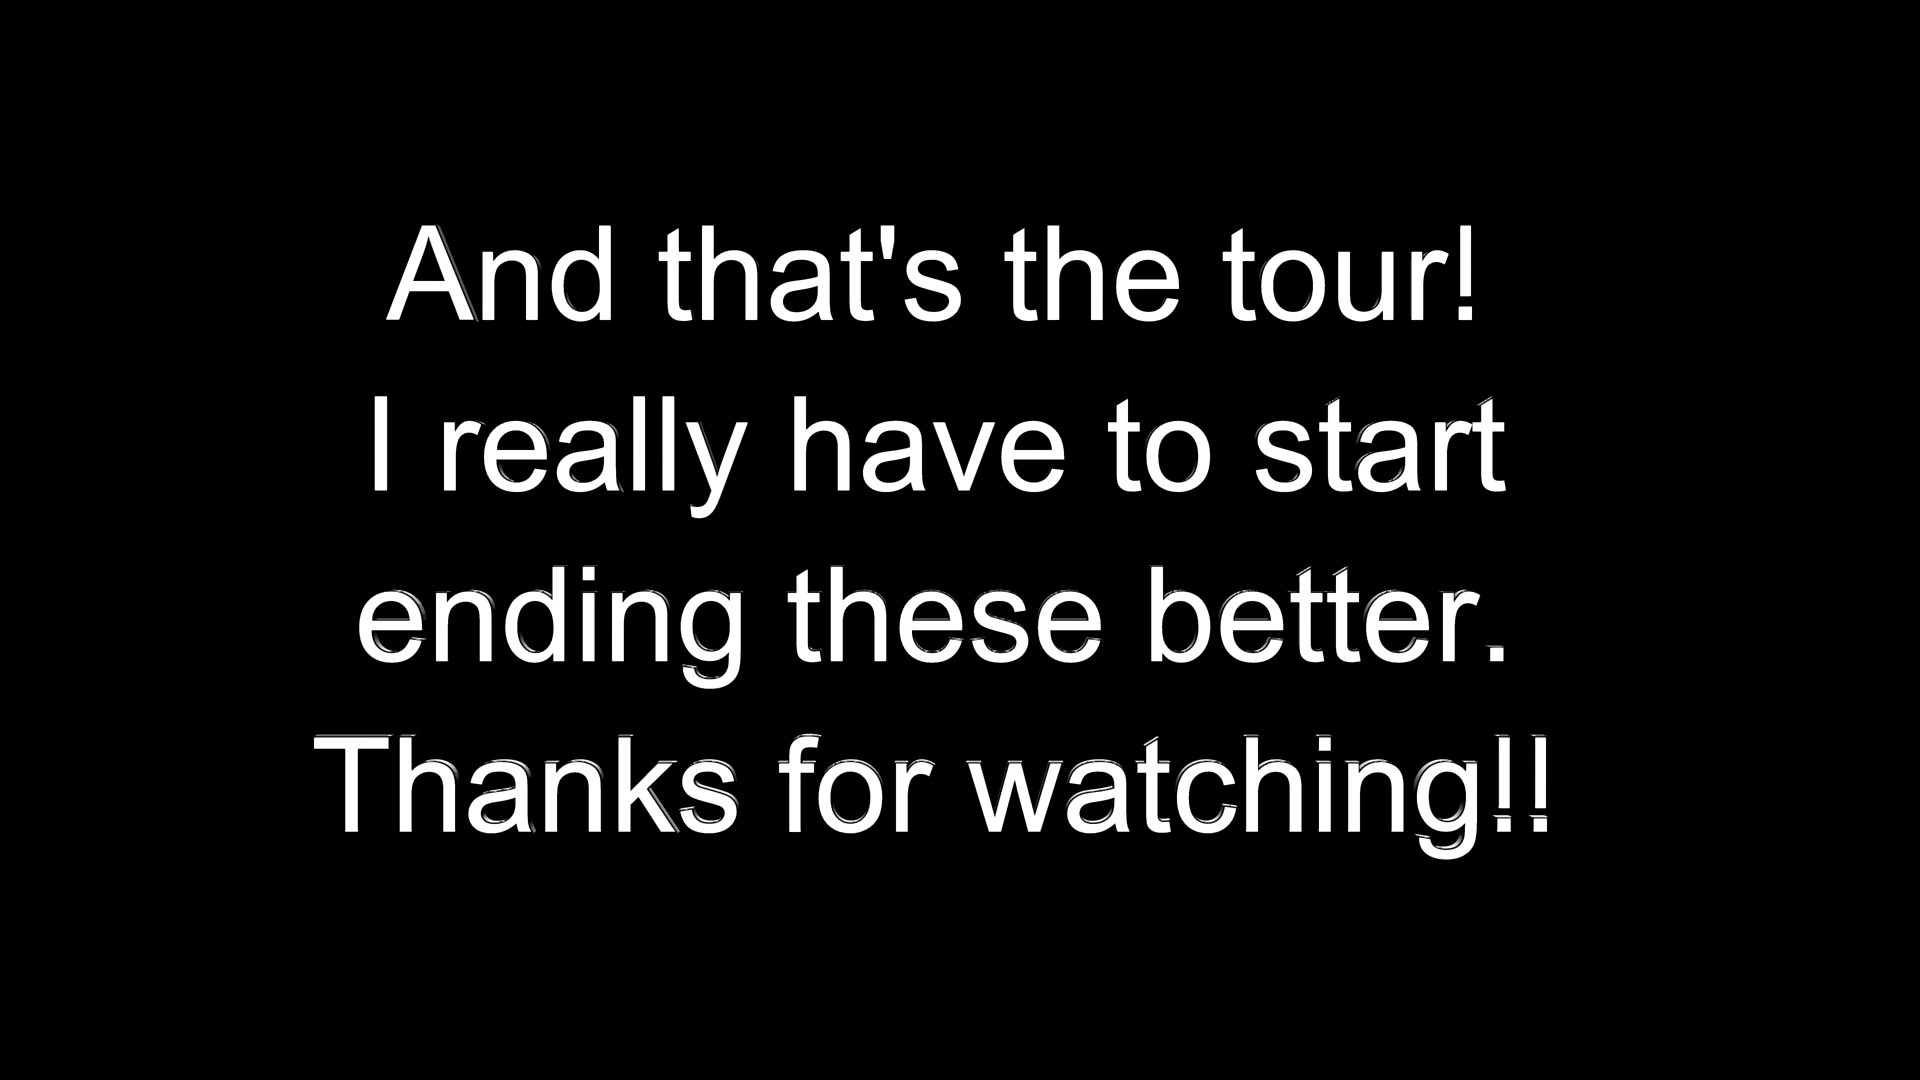 And that's the tour!
I really have to start
ending these better.
Thanks for watching!!